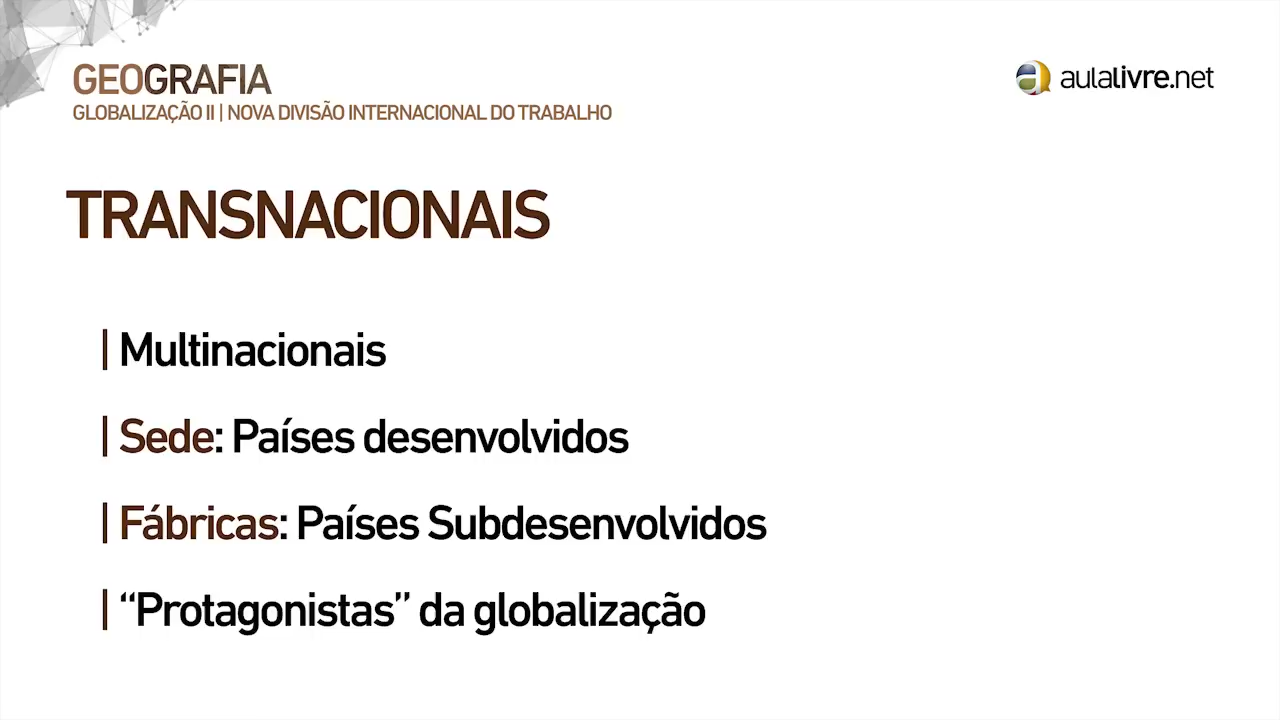 GEOGRAFIA
GLOBALIZAÇÃO II | NOVA DIVISÃO INTERNACIONAL DO TRABALHO
aulalivre.net
TRANSNACIONAIS
| Multinacionais
| Sede: Países desenvolvidos
| Fábricas: Países Subdesenvolvidos
| “Protagonistas” da globalização